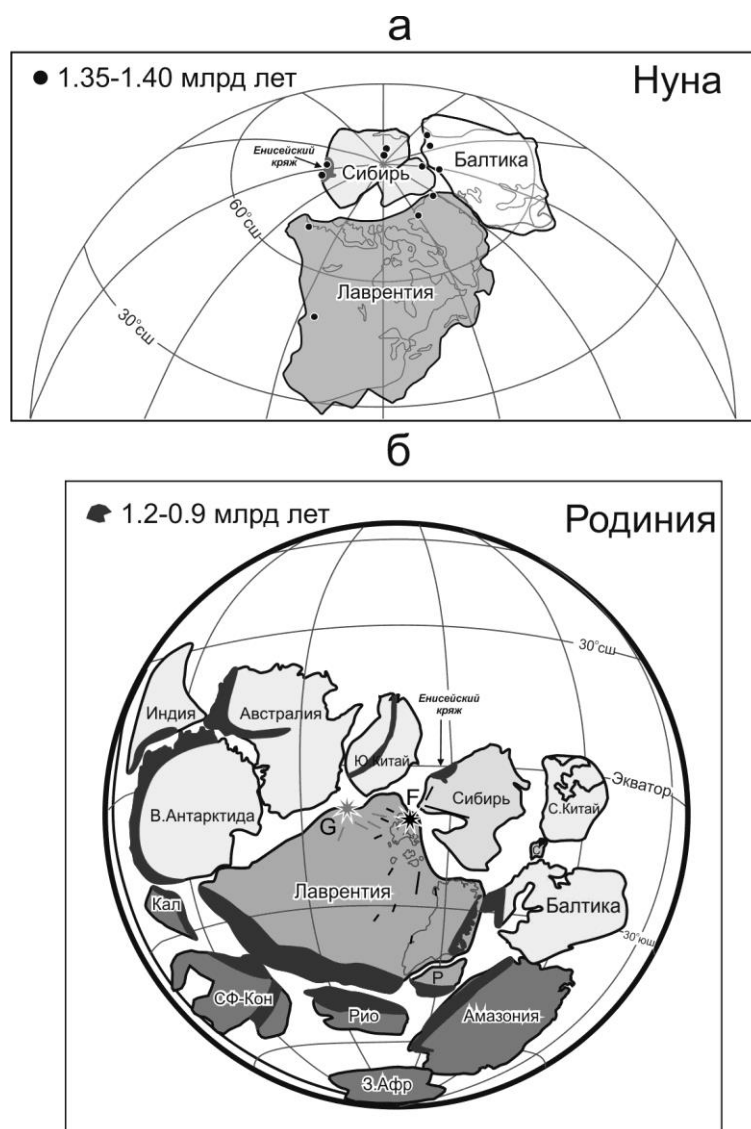 а
1.35-1.40 млрд лет
Нуна
Енисейский
кряж
Сибирь
Балтика
60°сш
Лаврентия
30°сш
б
1.2-0.9 млрд лет
Родиния
30°сш
Енисейский
кряж
Индия
Австралия
Ю.Китай
Экватор
F
Сибирь
С.Китай
В.Антарктида
G
Лаврентия
Кал
Балтика
30°юш
Р
СФ-Кон
Рио
Амазония
З.Афр